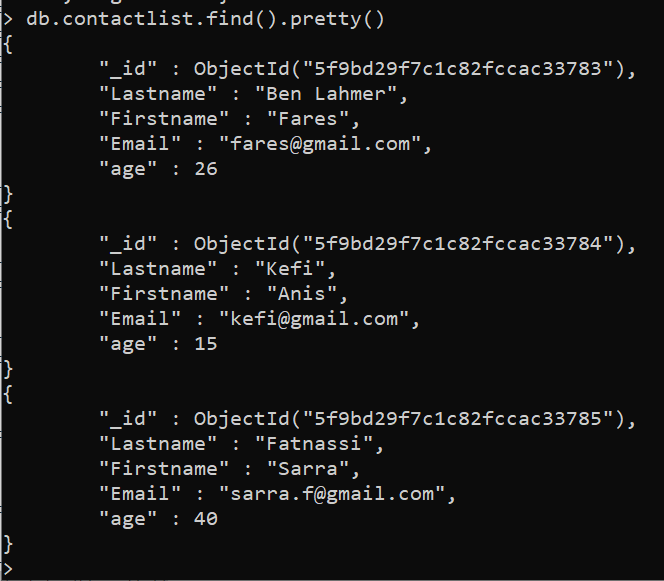 > db.contactlist.find().pretty()
{
        "_id" : ObjectId("5f9bd29f7c1c82fccac33783"),
        "Lastname" : "Ben Lahmer",
        "Firstname" : "Fares",
        "Email" : "fares@gmail.com",
        "age" : 26
}
{
        "_id" : ObjectId("5f9bd29f7c1c82fccac33784"),
        "Lastname" : "Kefi",
        "Firstname" : "Anis",
        "Email" : "kefi@gmail.com",
        "age" : 15
}
{
        "_id" : ObjectId("5f9bd29f7c1c82fccac33785"),
        "Lastname" : "Fatnassi",
        "Firstname" : "Sarra",
        "Email" : "sarra.f@gmail.com",
        "age" : 40
}
>